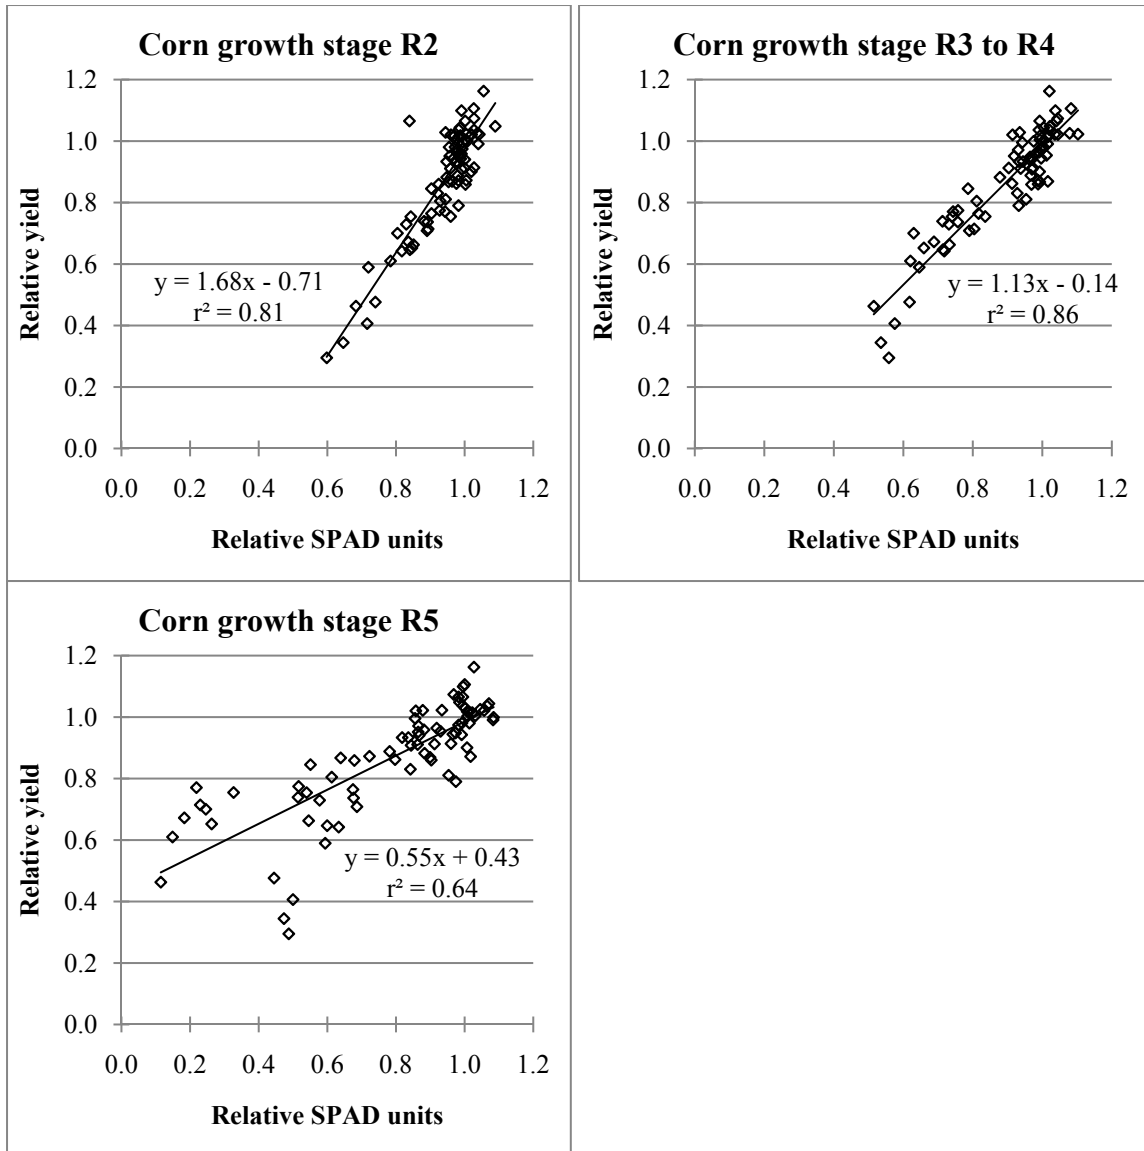 Corn growth stage R2
1.2
1.0
0.8
0.6
0.4
0.2
0.0
Relative yield
y = 1.68x - 0.71
r² = 0.81
0.0 0.2 0.4 0.6 0.8 1.0 1.2
Relative SPAD units
Corn growth stage R3 to R4
1.2
1.0
0.8
0.6
0.4
0.2
0.0
Relative yield
y = 1.13x - 0.14
r² = 0.86
0.0 0.2 0.4 0.6 0.8 1.0 1.2
Relative SPAD units
Corn growth stage R5
1.2
1.0
0.8
0.6
0.4
0.2
0.0
Relative yield
y = 0.55x + 0.43
r² = 0.64
0.0 0.2 0.4 0.6 0.8 1.0 1.2
Relative SPAD units